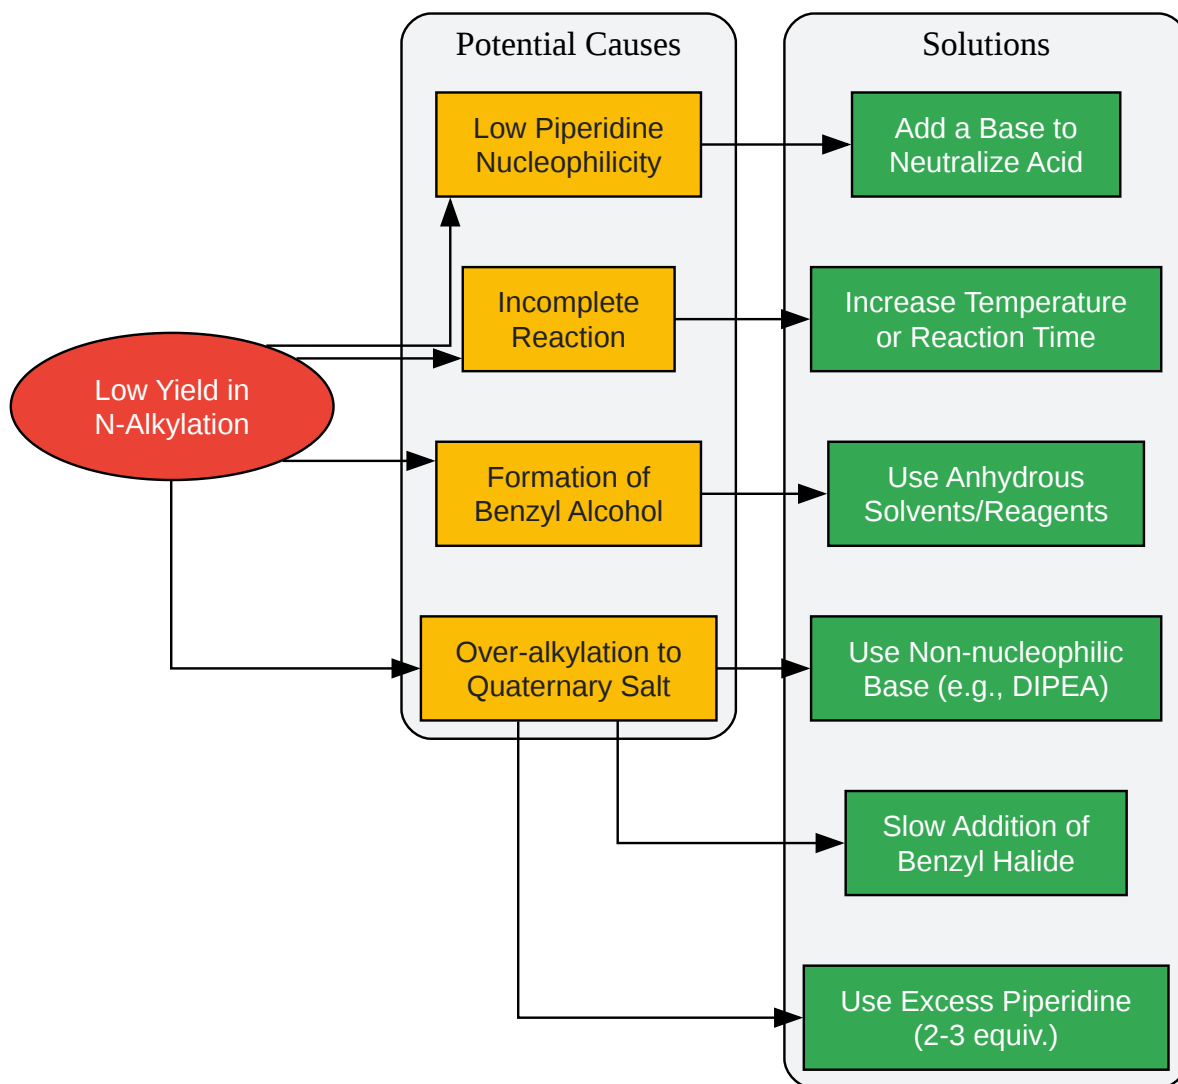 Potential Causes
Solutions
Low Piperidine
Nucleophilicity
Add a Base to
Neutralize Acid
Incomplete
Reaction
Increase Temperature
or Reaction Time
Low Yield in
N-Alkylation
Formation of
Benzyl Alcohol
Use Anhydrous
Solvents/Reagents
Over-alkylation to
Quaternary Salt
Use Non-nucleophilic
Base (e.g., DIPEA)
Slow Addition of
Benzyl Halide
Use Excess Piperidine
(2-3 equiv.)